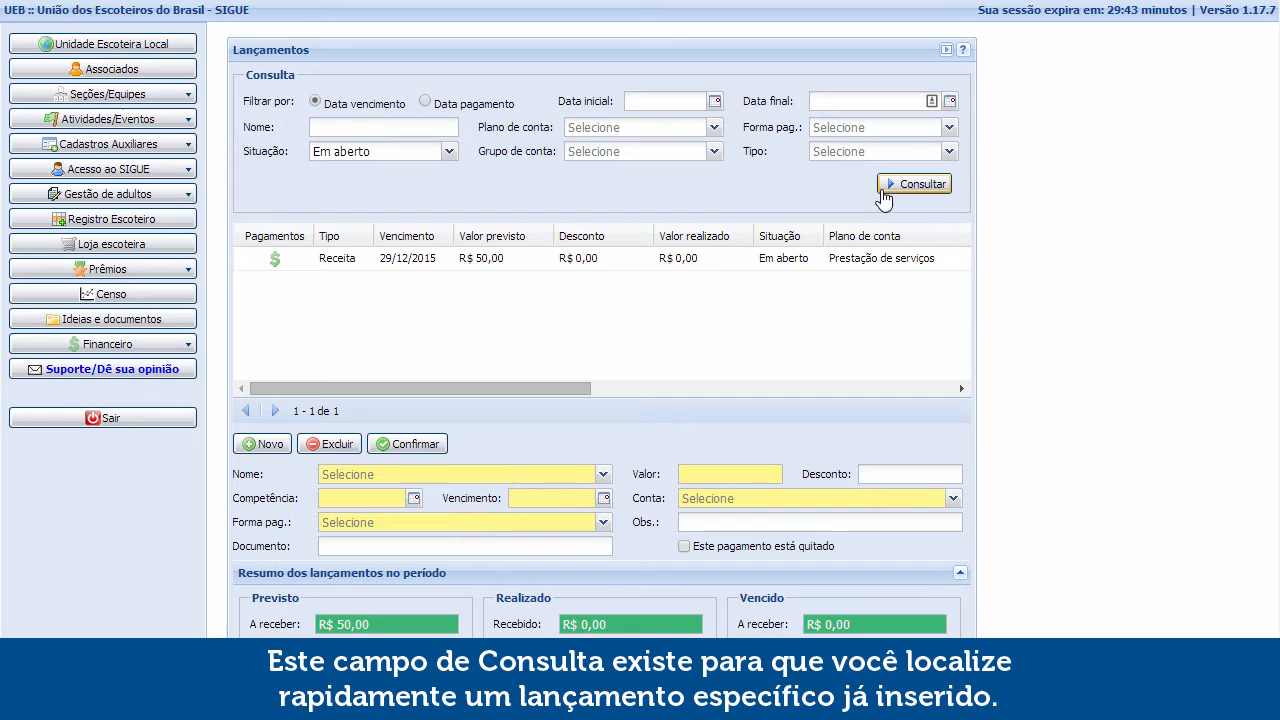 UEB :: União dos Escoteiros do Brasil - SIGUE
Sua sessão expira em: 29:43 minutos | Versão 1.17.7
Unidade Escoteira Local
Associados
Seções/Equipes
Atividades/Eventos
Cadastros Auxiliares
Acesso ao SIGUE
Gestão de adultos
Registro Escoteiro
Loja escoteira
Prêmios
Censo
Ideias e documentos
Financeiro
Suporte/Dê sua opinião
Sair
Lançamentos
Consulta
Filtrar por: Data vencimento Data pagamento Data inicial: Data final:
Nome: Plano de conta: Selecione Forma pag.: Selecione
Situação: Em aberto Grupo de conta: Selecione Tipo: Selecione
Consultar
Pagamentos Tipo Vencimento Valor previsto Desconto Valor realizado Situação Plano de conta
$ Receita 29/12/2015 R$ 50,00 R$ 0,00 R$ 0,00 Em aberto Prestação de serviços
1 - 1 de 1
Novo Excluir Confirmar
Nome: Selecione Valor: Desconto:
Competência: Vencimento: Conta: Selecione
Forma pag.: Selecione Obs.:
Documento: Este pagamento está quitado
Resumo dos lançamentos no período
Previsto Realizado Vencido
A receber: R$ 50,00 Recebido: R$ 0,00 A receber: R$ 0,00
Este campo de Consulta existe para que você localize
rapidamente um lançamento específico já inserido.